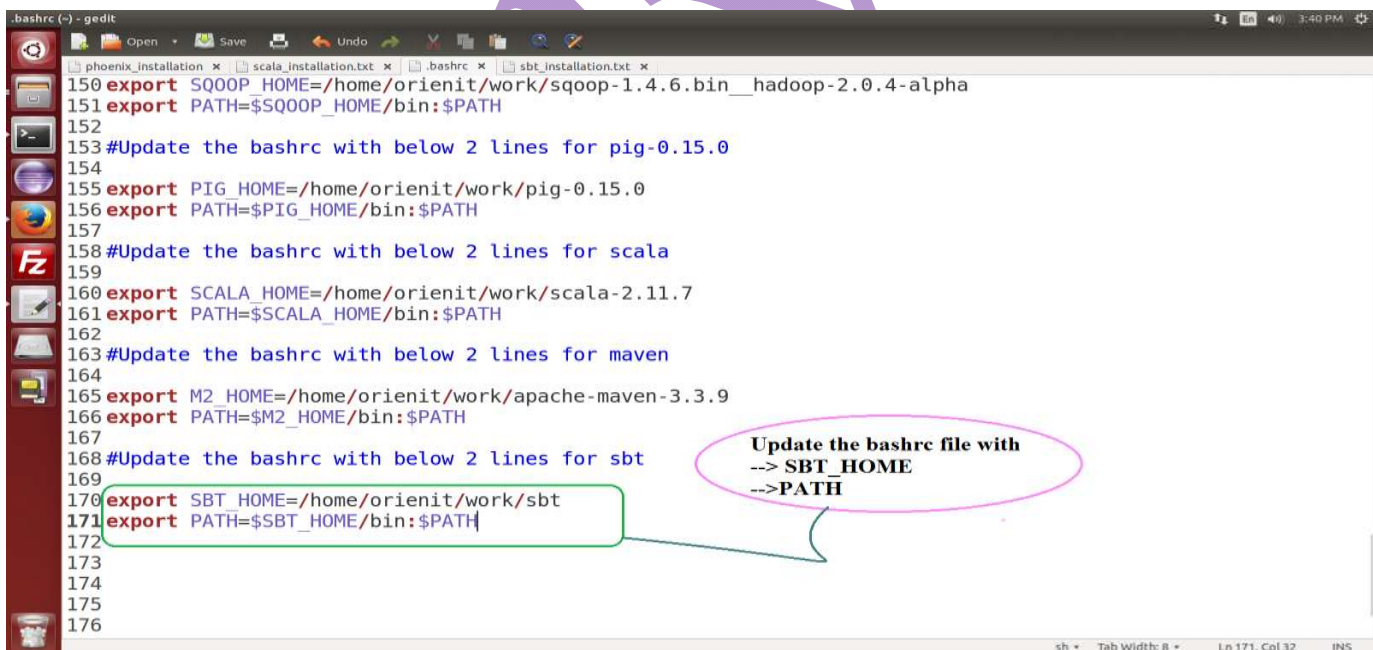 .bashrc (~) - gedit
En 3:40 PM
Open Save Undo
phoenix_installation × scala_installation.txt × .bashrc × sbt_installation.txt ×
150 export SQOOP_HOME=/home/orienit/work/sqoop-1.4.6.bin__hadoop-2.0.4-alpha
151 export PATH=$SQOOP_HOME/bin:$PATH
152
153 #Update the bashrc with below 2 lines for pig-0.15.0
154
155 export PIG_HOME=/home/orienit/work/pig-0.15.0
156 export PATH=$PIG_HOME/bin:$PATH
157
158 #Update the bashrc with below 2 lines for scala
159
160 export SCALA_HOME=/home/orienit/work/scala-2.11.7
161 export PATH=$SCALA_HOME/bin:$PATH
162
163 #Update the bashrc with below 2 lines for maven
164
165 export M2_HOME=/home/orienit/work/apache-maven-3.3.9
166 export PATH=$M2_HOME/bin:$PATH
167
168 #Update the bashrc with below 2 lines for sbt
169
170 export SBT_HOME=/home/orienit/work/sbt
171 export PATH=$SBT_HOME/bin:$PATH
172
173
174
175
176
Update the bashrc file with
--> SBT_HOME
-->PATH
Fz
sh Tab Width: 8 Ln 171, Col 32 INS